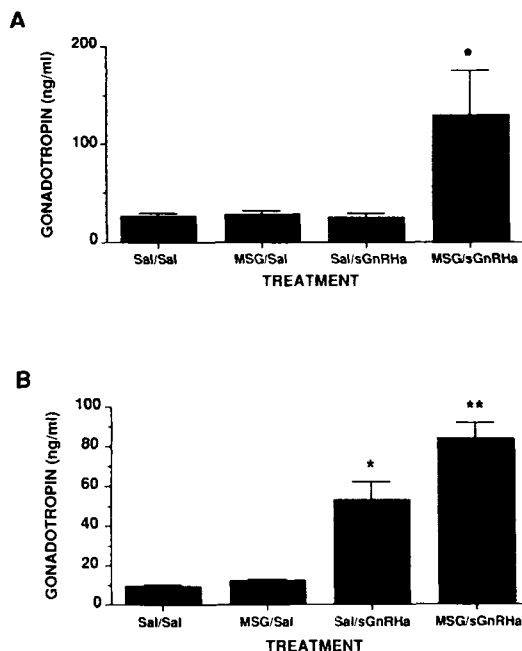 A
GONADOTROPIN (ng/ml)
200
100
0
*
Sal/Sal MSG/Sal Sal/sGnRHa MSG/sGnRHa
TREATMENT
B
GONADOTROPIN (ng/ml)
100
80
60
40
20
0
*
**
Sal/Sal MSG/Sal Sal/sGnRHa MSG/sGnRHa
TREATMENT